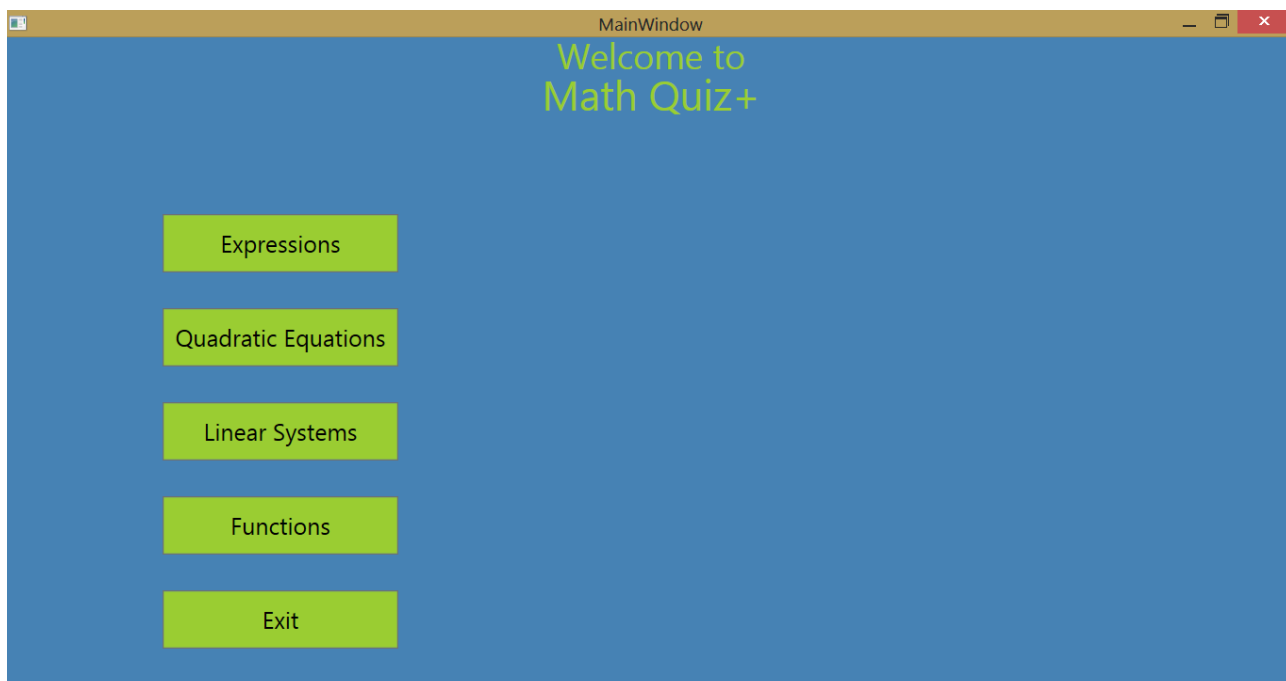 MainWindow
Welcome to
Math Quiz+
Expressions
Quadratic Equations
Linear Systems
Functions
Exit